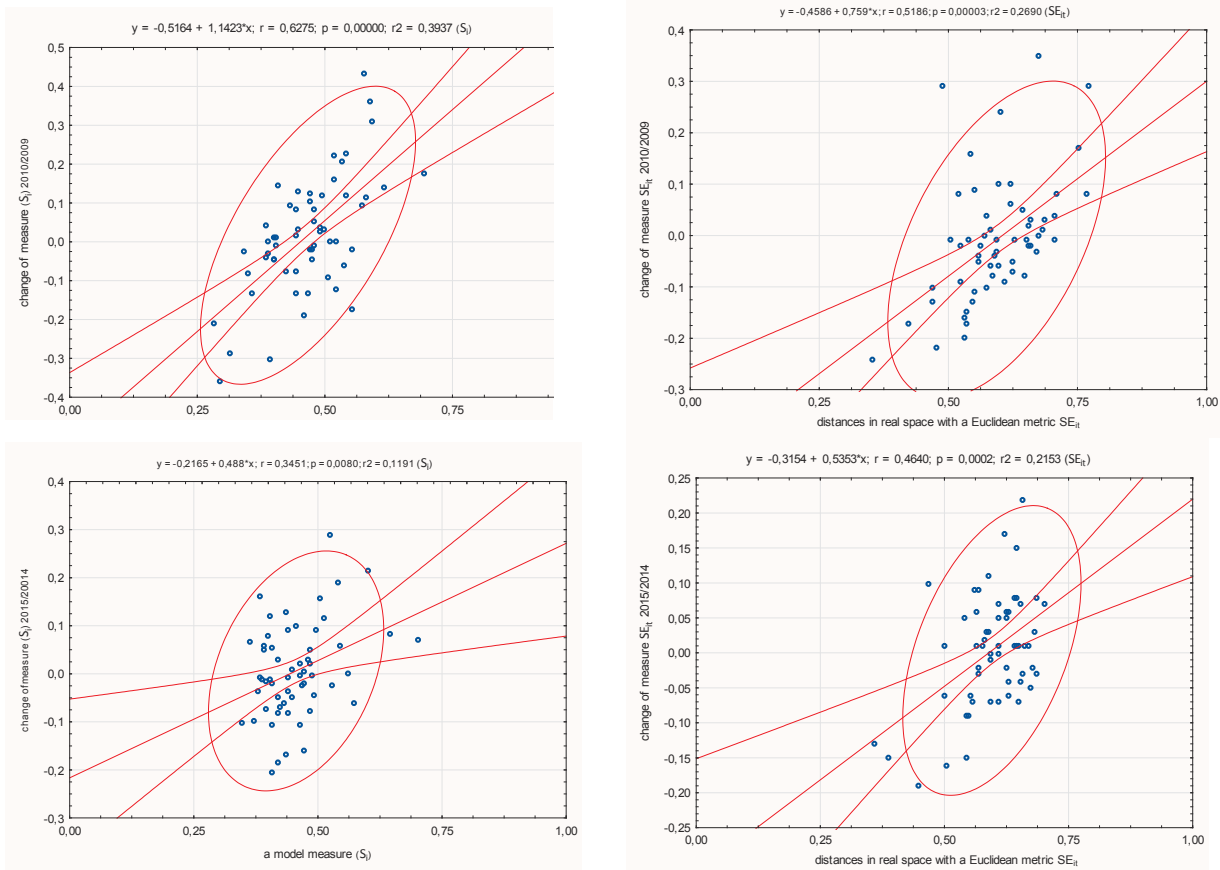 y = -0,5164 + 1,1423*x; r = 0,6275; p = 0,00000; r2 = 0,3937 (Sᵢ)
0,5
0,4
0,3
0,2
0,1
0,0
-0,1
-0,2
-0,3
-0,4
change of measure (Sᵢ) 2010/2009
0,00 0,25 0,50 0,75
y = -0,4586 + 0,759*x; r = 0,5186; p = 0,00003; r2 = 0,2690 (SEᵢₜ)
0,4
0,3
0,2
0,1
0,0
-0,1
-0,2
-0,3
change of measure SEᵢₜ 2010/2009
0,00 0,25 0,50 0,75 1,00
distances in real space with a Euclidean metric SEᵢₜ
y = -0,2165 + 0,488*x; r = 0,3451; p = 0,0080; r2 = 0,1191 (Sᵢ)
0,4
0,3
0,2
0,1
0,0
-0,1
-0,2
-0,3
change of measure (Sᵢ) 2015/20014
0,00 0,25 0,50 0,75 1,00
a model measure (Sᵢ)
y = -0,3154 + 0,5353*x; r = 0,4640; p = 0,0002; r2 = 0,2153 (SEᵢₜ)
0,25
0,20
0,15
0,10
0,05
0,00
-0,05
-0,10
-0,15
-0,20
-0,25
change of measure SEᵢₜ 2015/2014
0,00 0,25 0,50 0,75 1,00
distances in real space with a Euclidean metric SEᵢₜ